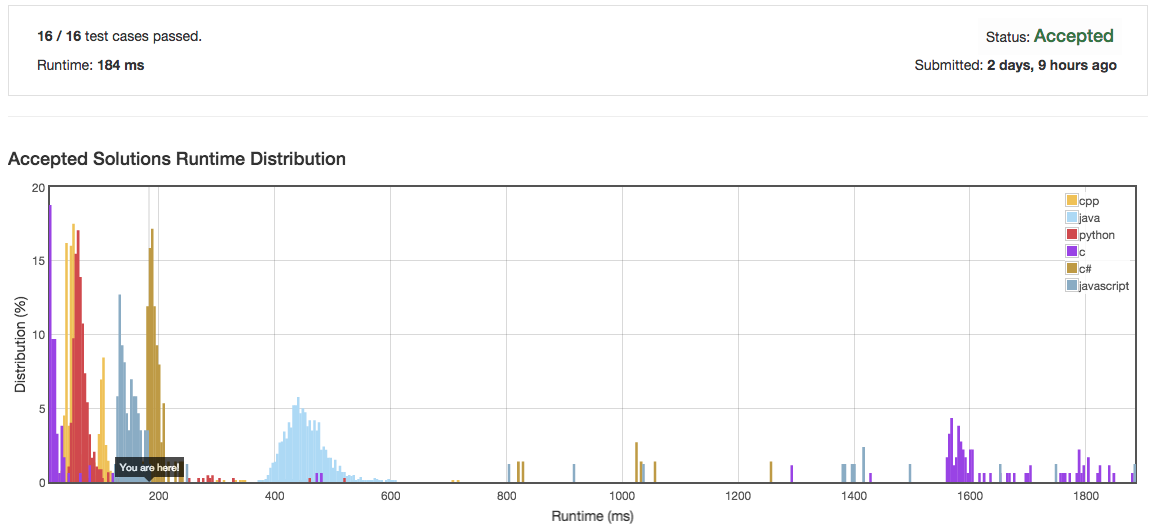 16 / 16 test cases passed.
Status: Accepted
Runtime: 184 ms
Submitted: 2 days, 9 hours ago
Accepted Solutions Runtime Distribution
20
15
10
5
0
Distribution (%)
cpp
java
python
c
c#
javascript
You are here!
200
400
600
800
1000
1200
1400
1600
1800
Runtime (ms)